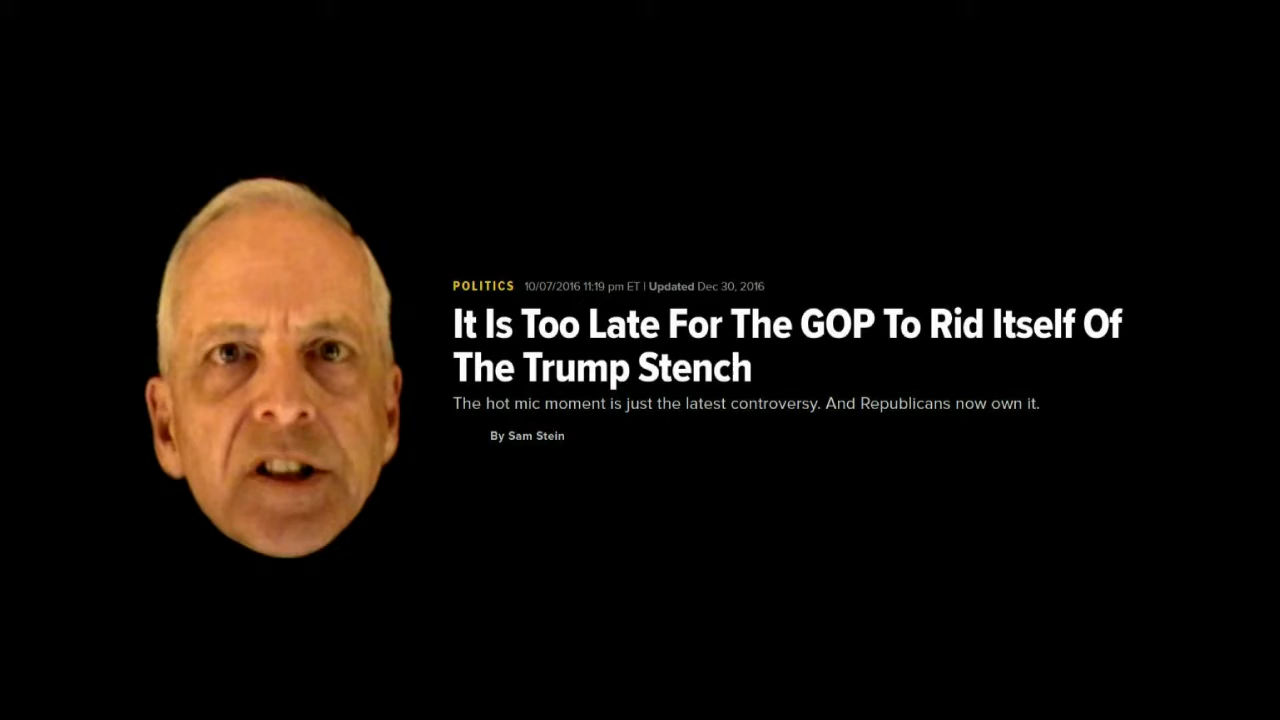 POLITICS 10/07/2016 11:19 pm ET | Updated Dec 30, 2016
It Is Too Late For The GOP To Rid Itself Of
The Trump Stench
The hot mic moment is just the latest controversy. And Republicans now own it.
By Sam Stein